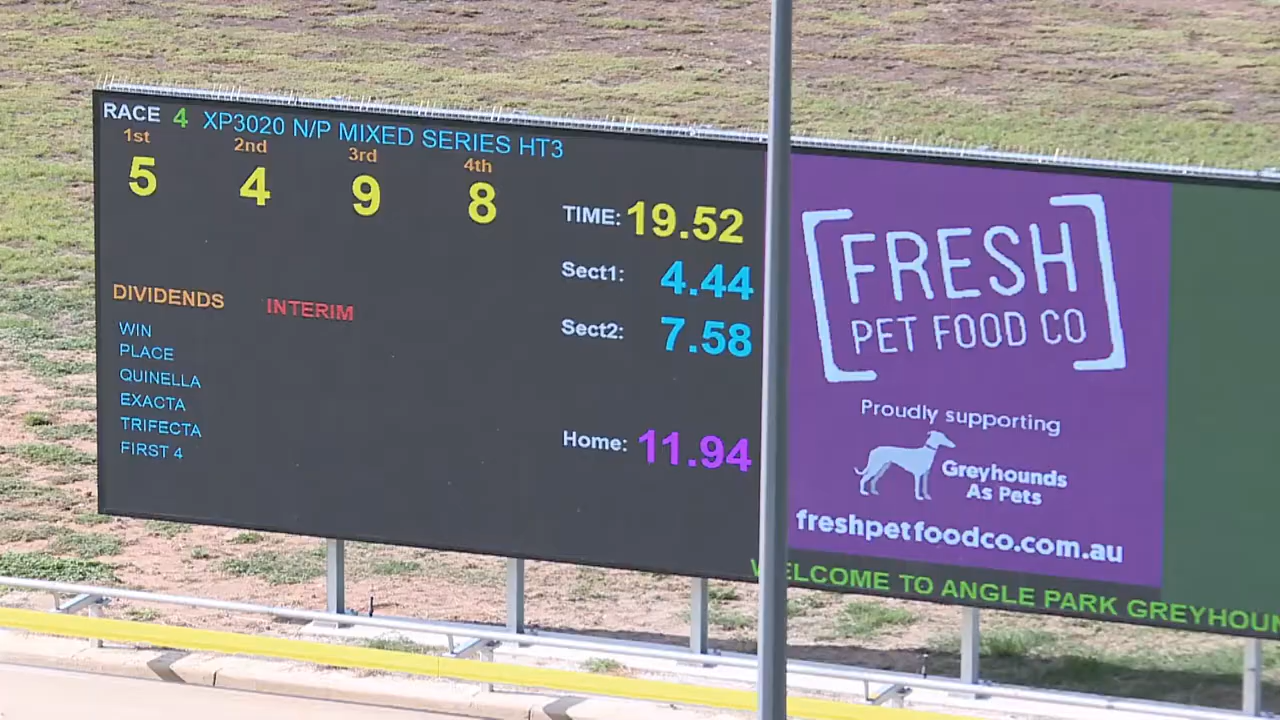 RACE 4 XP3020 N/P MIXED SERIES HT3
1st 2nd 3rd 4th
5 4 9 8
TIME: 19.52
Sect1: 4.44
Sect2: 7.58
Home: 11.94
DIVIDENDS INTERIM
WIN
PLACE
QUINELLA
EXACTA
TRIFECTA
FIRST 4
[FRESH
PET FOOD CO]
Proudly supporting
Greyhounds
As Pets
freshpetfoodco.com.au
WELCOME TO ANGLE PARK GREYHOUN